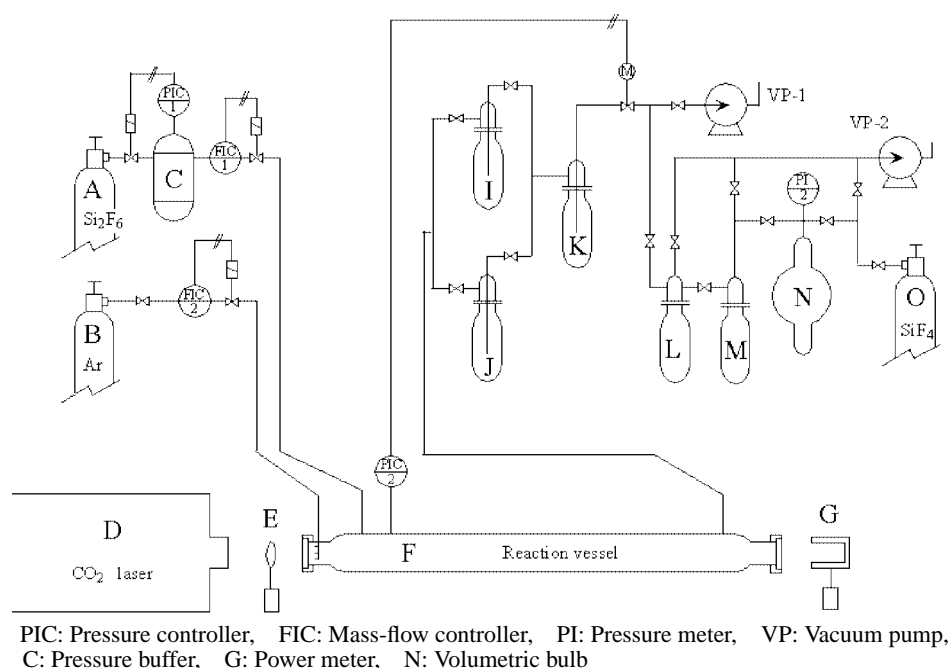 M
VP-1
VP-2
PIC 1
FIC 1
A
Si2F6
C
I
K
PI 2
FIC 2
B
Ar
J
L
M
N
O
SiF4
PIC 2
D
CO2 laser
E
F
Reaction vessel
G
PIC: Pressure controller, FIC: Mass-flow controller, PI: Pressure meter, VP: Vacuum pump,
C: Pressure buffer, G: Power meter, N: Volumetric bulb